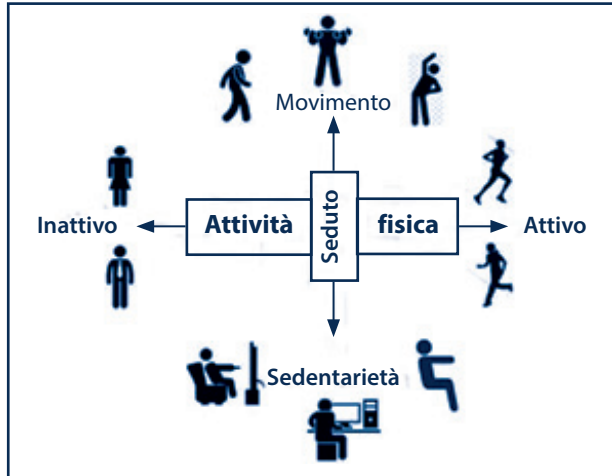 Movimento
Inattivo
Attività
Seduto
fisica
Attivo
Sedentarietà